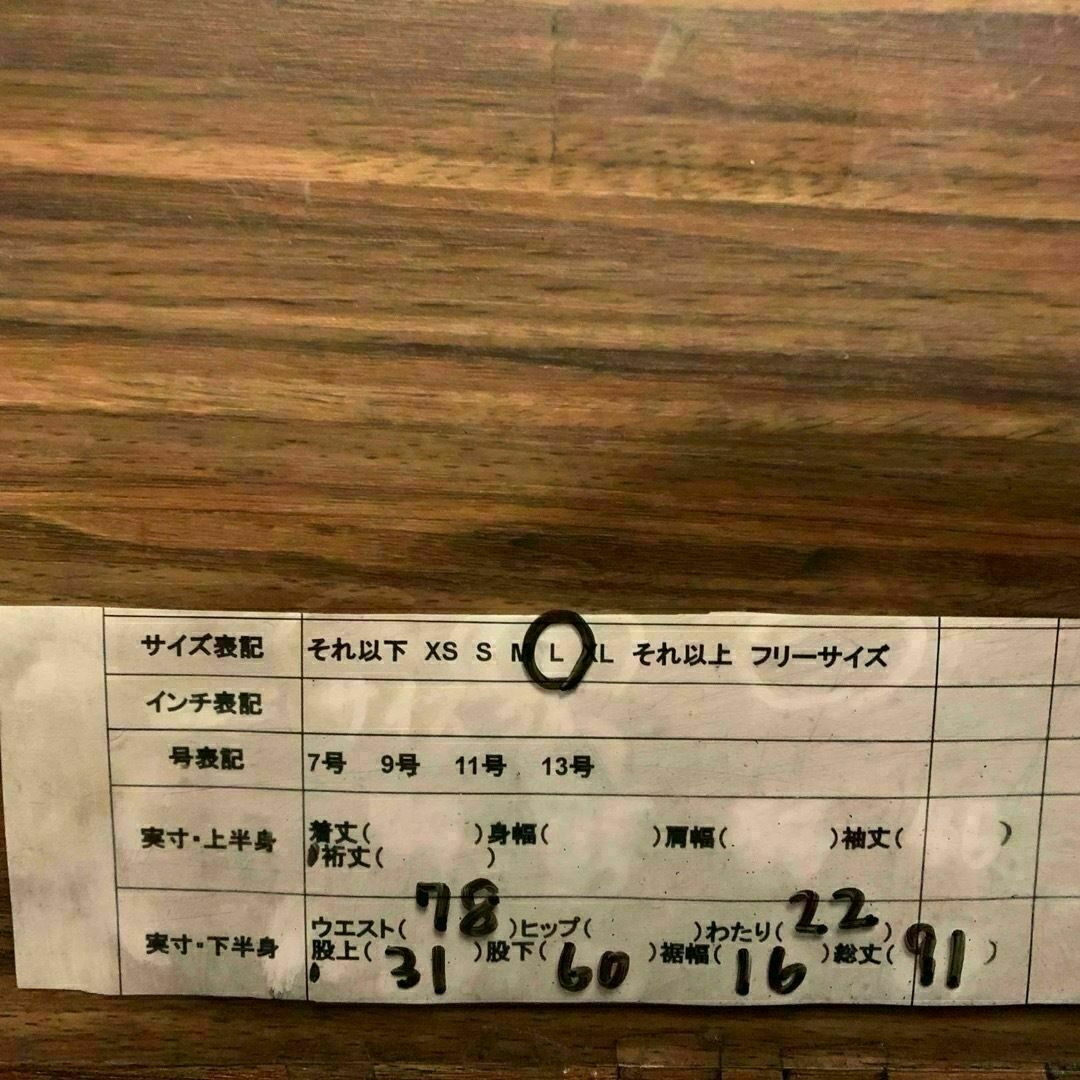 サイズ表記 それ以下 XS S M L XL それ以上 フリーサイズ
インチ表記
号表記 7号 9号 11号 13号
実寸・上半身 着丈( )身幅( )肩幅( )袖丈( )
裄丈( )
実寸・下半身 ウエスト( 78 )ヒップ( )わたり( 22 )
股上( 31 )股下( 60 )裾幅( 16 )総丈( 91 )